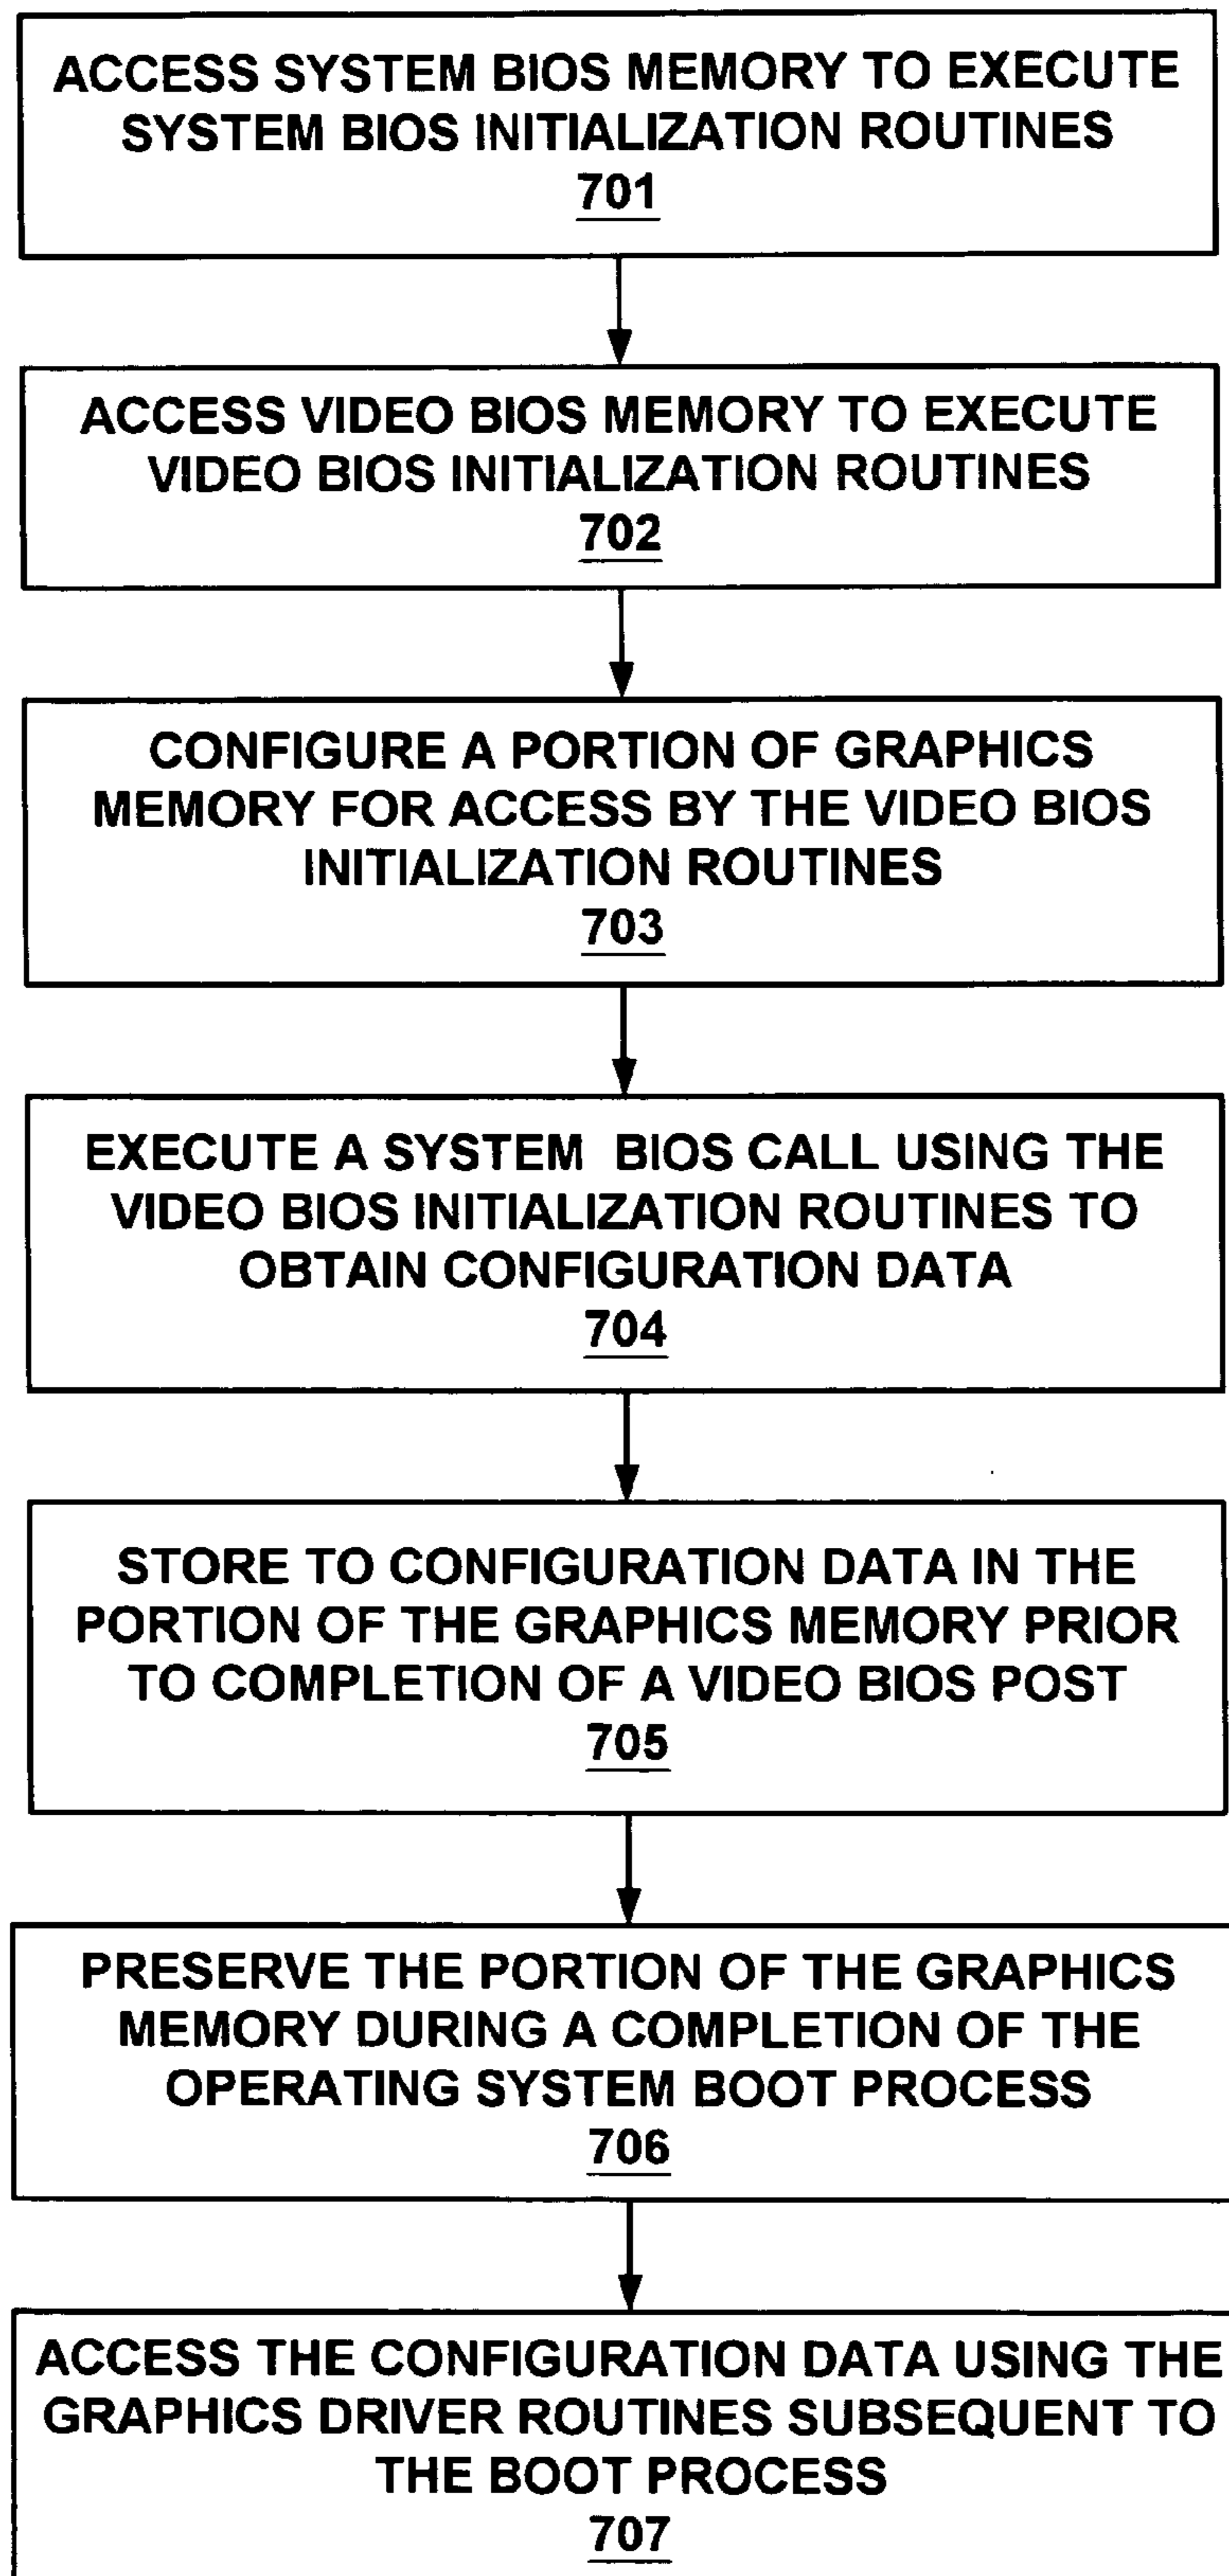 ACCESS SYSTEM BIOS MEMORY TO EXECUTE
SYSTEM BIOS INITIALIZATION ROUTINES
701
ACCESS VIDEO BIOS MEMORY TO EXECUTE
VIDEO BIOS INITIALIZATION ROUTINES
702
CONFIGURE A PORTION OF GRAPHICS
MEMORY FOR ACCESS BY THE VIDEO BIOS
INITIALIZATION ROUTINES
703
EXECUTE A SYSTEM BIOS CALL USING THE
VIDEO BIOS INITIALIZATION ROUTINES TO
OBTAIN CONFIGURATION DATA
704
STORE TO CONFIGURATION DATA IN THE
PORTION OF THE GRAPHICS MEMORY PRIOR
TO COMPLETION OF A VIDEO BIOS POST
705
PRESERVE THE PORTION OF THE GRAPHICS
MEMORY DURING A COMPLETION OF THE
OPERATING SYSTEM BOOT PROCESS
706
ACCESS THE CONFIGURATION DATA USING THE
GRAPHICS DRIVER ROUTINES SUBSEQUENT TO
THE BOOT PROCESS
707